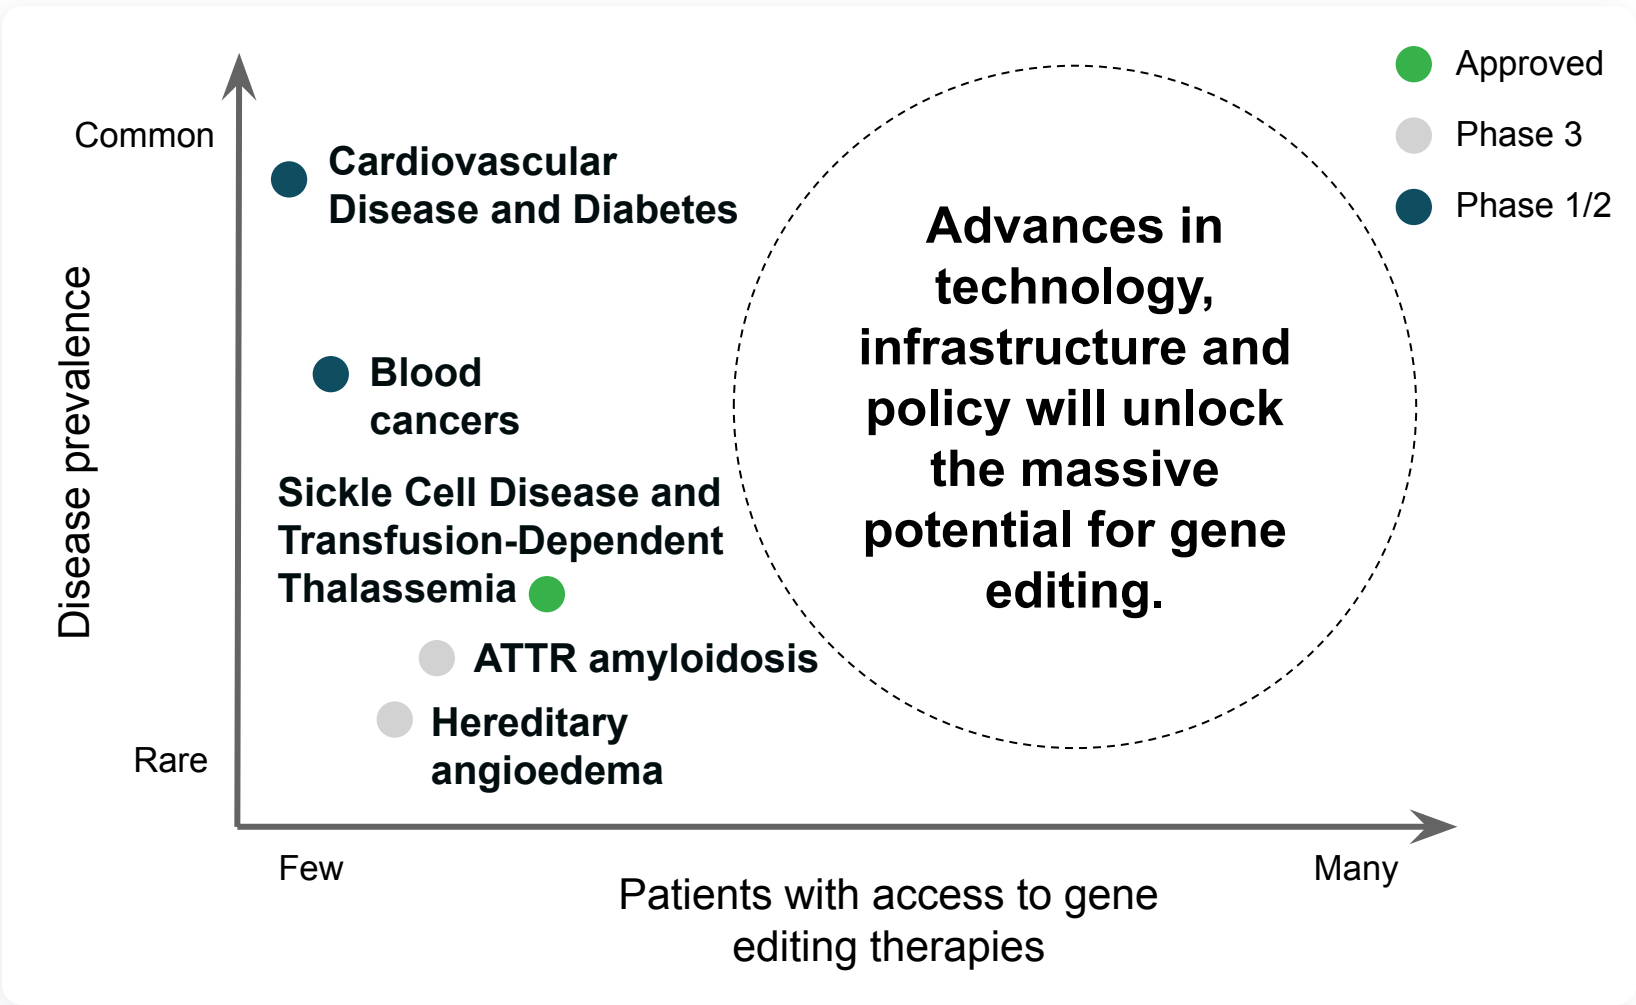 Approved
Phase 3
Phase 1/2
Common
Disease prevalence
Rare
Cardiovascular
Disease and Diabetes
Blood
cancers
Sickle Cell Disease and
Transfusion-Dependent
Thalassemia
ATTR amyloidosis
Hereditary
angioedema
Advances in
technology,
infrastructure and
policy will unlock
the massive
potential for gene
editing.
Few
Many
Patients with access to gene
editing therapies